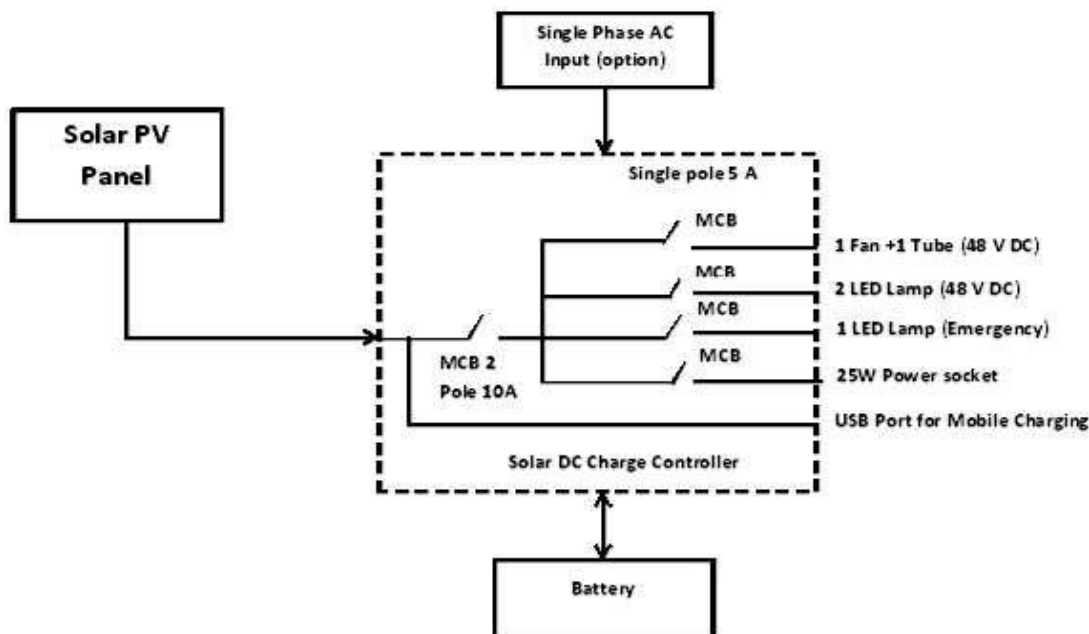 Single Phase AC
Input (option)
Solar PV
Panel
Single pole 5 A
MCB
1 Fan +1 Tube (48 V DC)
MCB
2 LED Lamp (48 V DC)
MCB
1 LED Lamp (Emergency)
MCB 2
Pole 10A
MCB
25W Power socket
USB Port for Mobile Charging
Solar DC Charge Controller
Battery